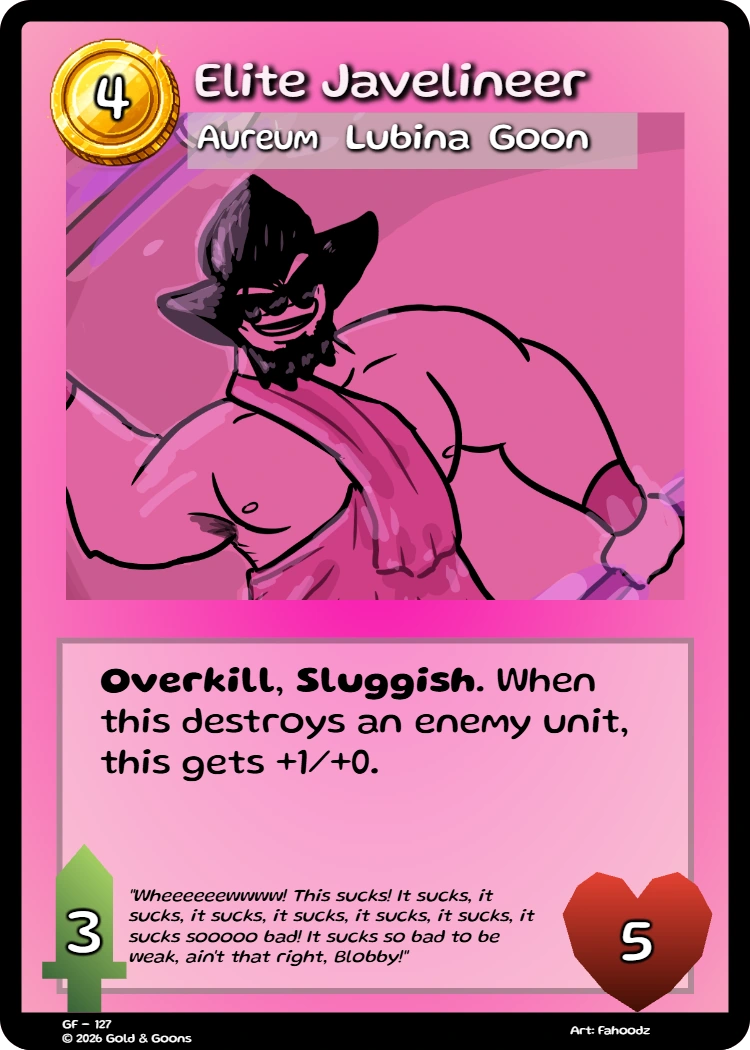 4
Elite Javelineer
Aureum Lubina Goon
Overkill, Sluggish. When
this destroys an enemy unit,
this gets +1/+0.
"Wheeeeeewwww! This sucks! It sucks, it
sucks, it sucks, it sucks, it sucks, it sucks, it
sucks sooooo bad! It sucks so bad to be
weak, ain't that right, Blobby!"
3
5
GF - 127
© 2026 Gold & Goons
Art: Fahoodz